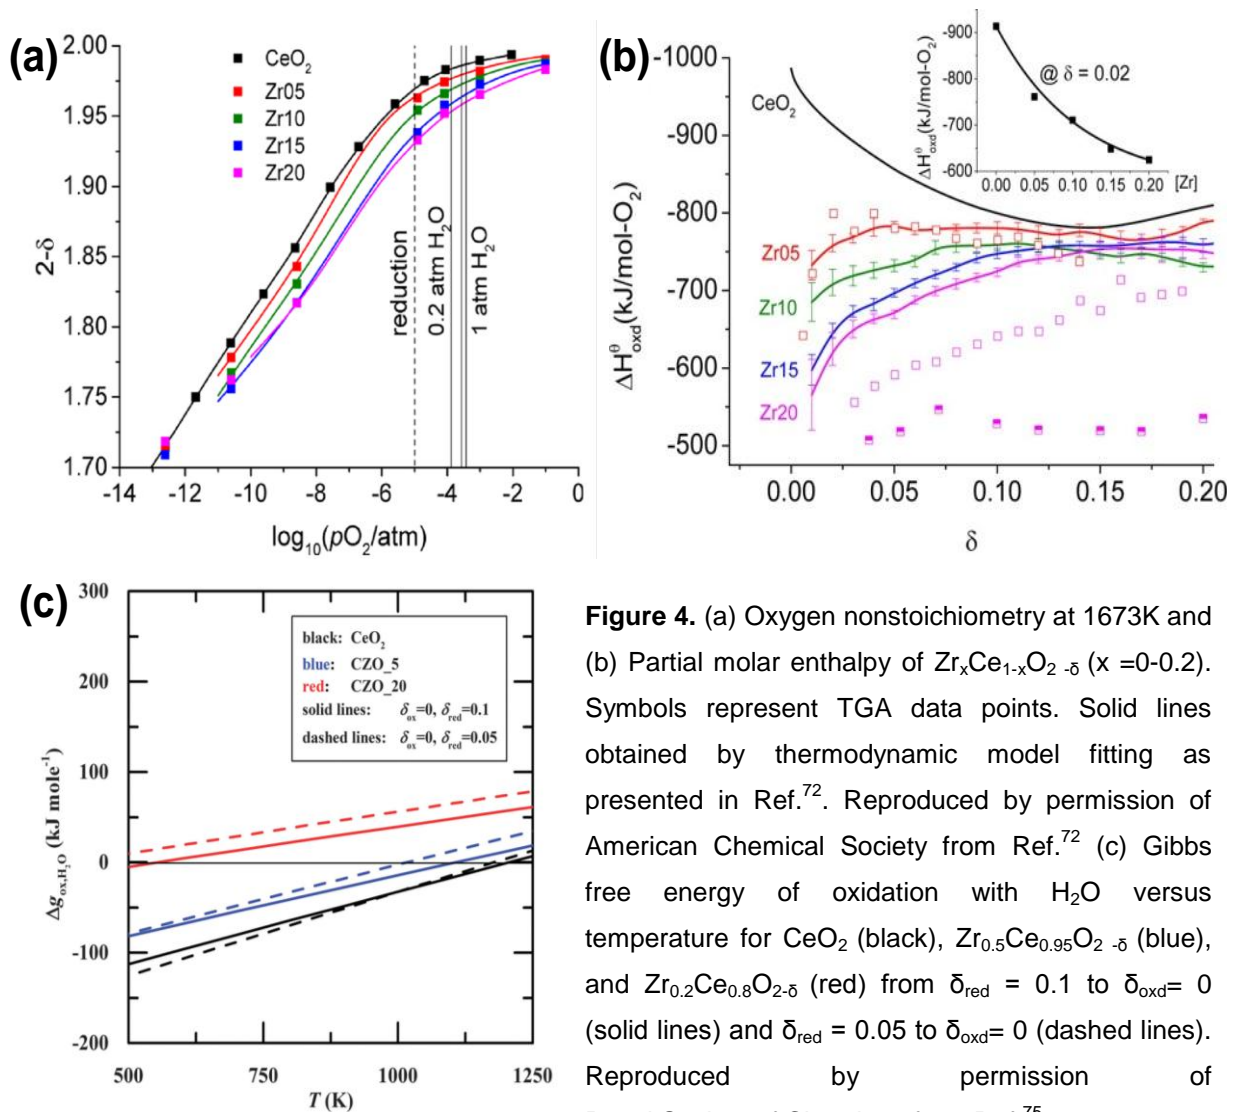 (a)
2-δ
2.00
1.95
1.90
1.85
1.80
1.75
1.70
CeO2
Zr05
Zr10
Zr15
Zr20
reduction
0.2 atm H2O
1 atm H2O
-14 -12 -10 -8 -6 -4 -2 0
log10(pO2/atm)
(b)
ΔHθoxd(kJ/mol-O2)
-1000
-900
-800
-700
-600
-500
CeO2
Zr05
Zr10
Zr15
Zr20
0.00 0.05 0.10 0.15 0.20
δ
ΔHθoxd(kJ/mol-O2)
-900
-800
-700
-600
@ δ = 0.02
0.00 0.05 0.10 0.15 0.20 [Zr]
(c)
Δgox,H2O (kJ mole-1)
300
200
100
0
-100
-200
black: CeO2
blue: CZO_5
red: CZO_20
solid lines: δox=0, δred=0.1
dashed lines: δox=0, δred=0.05
500 750 1000 1250
T (K)
Figure 4. (a) Oxygen nonstoichiometry at 1673K and
(b) Partial molar enthalpy of ZrxCe1-xO2 -δ (x =0-0.2).
Symbols represent TGA data points. Solid lines
obtained by thermodynamic model fitting as
presented in Ref.72. Reproduced by permission of
American Chemical Society from Ref.72 (c) Gibbs
free energy of oxidation with H2O versus
temperature for CeO2 (black), Zr0.5Ce0.95O2 -δ (blue),
and Zr0.2Ce0.8O2-δ (red) from δred = 0.1 to δoxd= 0
(solid lines) and δred = 0.05 to δoxd= 0 (dashed lines).
Reproduced by permission of